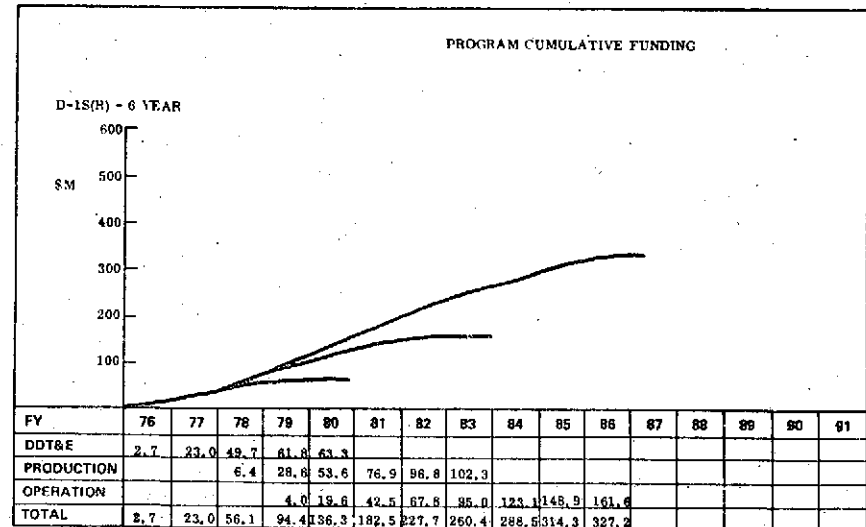 PROGRAM CUMULATIVE FUNDING
D-1S(R) - 6 YEAR
600
$M
500
400
300
200
100
FY 76 77 78 79 80 81 82 83 84 85 86 87 88 89 90 91
DDT&E 2.7 23.0 49.7 61.8 63.3
PRODUCTION 6.4 28.6 53.6 76.9 96.8 102.3
OPERATION 4.0 19.6 42.5 67.8 95.0 123.1 148.9 161.6
TOTAL 2.7 23.0 56.1 94.4 136.3 182.5 227.7 260.4 288.5 314.3 327.2